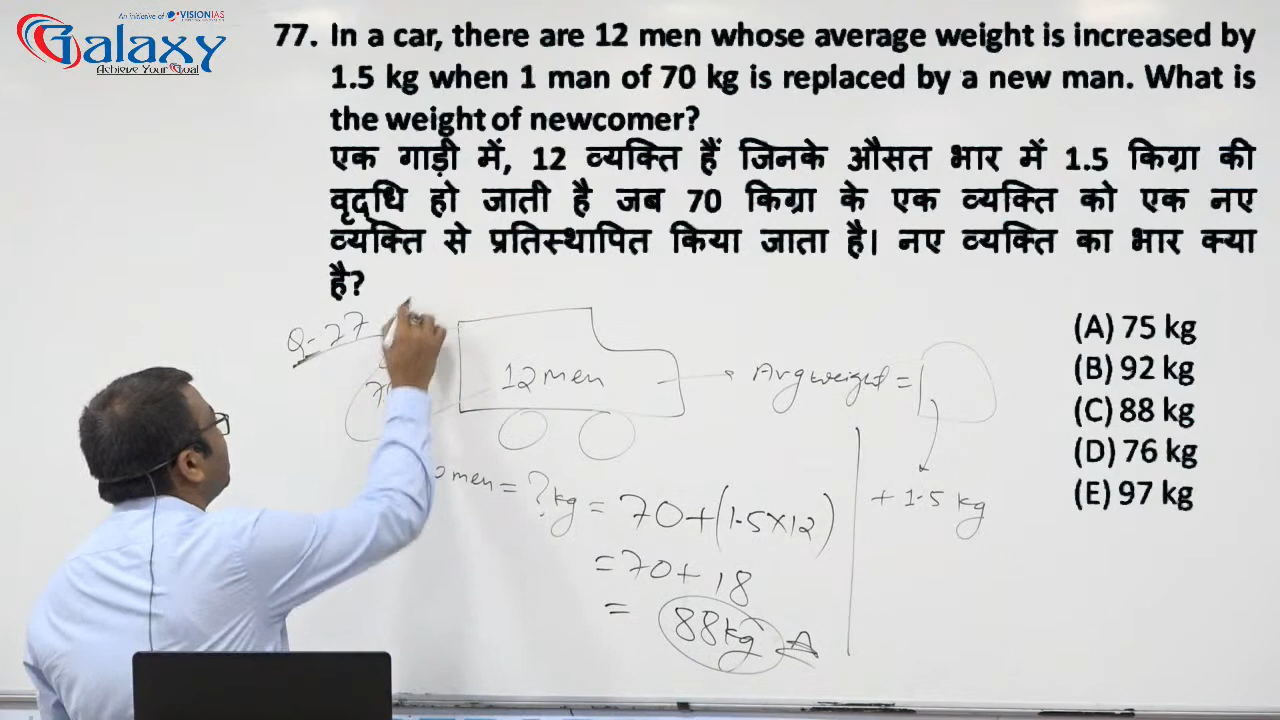 An initiative of VISIONIAS
Galaxy
Achieve Your Goal
77. In a car, there are 12 men whose average weight is increased by
1.5 kg when 1 man of 70 kg is replaced by a new man. What is
the weight of newcomer?
एक गाड़ी में, 12 व्यक्ति हैं जिनके औसत भार में 1.5 किग्रा की
वृद्धि हो जाती है जब 70 किग्रा के एक व्यक्ति को एक नए
व्यक्ति से प्रतिस्थापित किया जाता है। नए व्यक्ति का भार क्या
है?
(A) 75 kg
(B) 92 kg
(C) 88 kg
(D) 76 kg
(E) 97 kg
Q-27
12 men
Avg weight =
+ 1.5 kg
men = ? kg = 70+(1.5×12)
= 70+18
= 88kg A